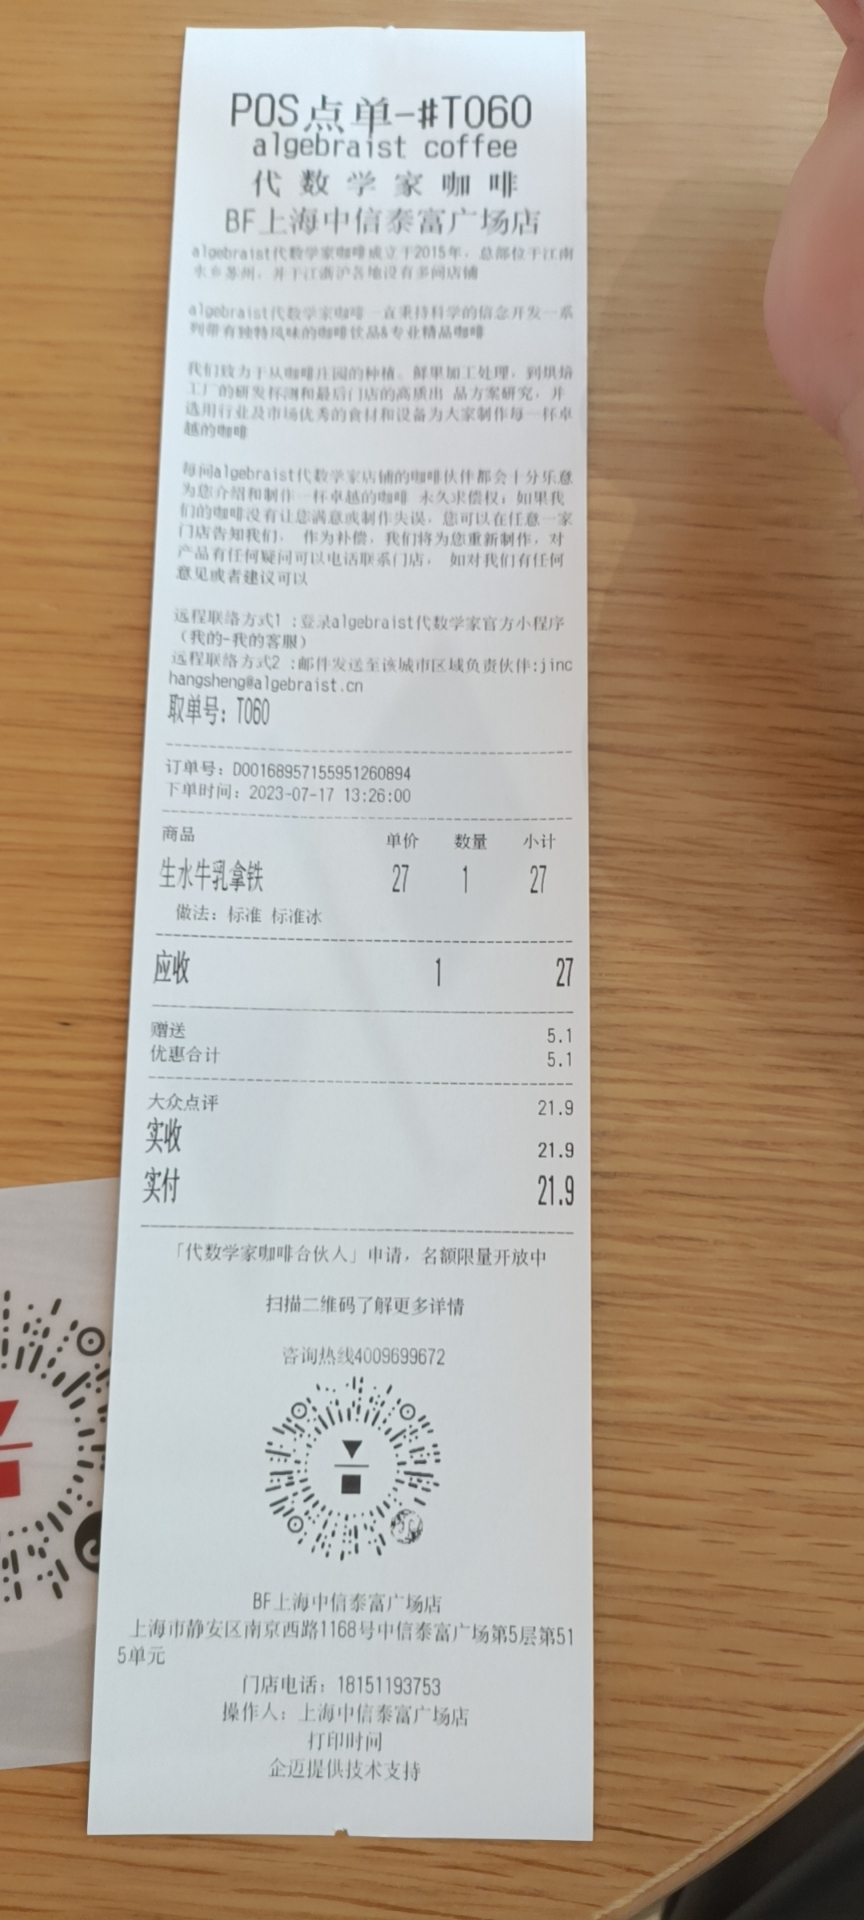 POS点单-#T060
algebraist coffee
代数学家咖啡
BF上海中信泰富广场店
algebraist代数学家咖啡成立于2015年，总部位于江南
水乡苏州，并于江浙沪各地设有多间店铺
algebraist代数学家咖啡一直秉持科学的信念开发一系
列带有独特风味的咖啡饮品&专业精品咖啡
我们致力于从咖啡庄园的种植。鲜果加工处理，到烘焙
工厂的研发杯测和最后门店的高质出 品方案研究，并
选用行业及市场优秀的食材和设备为大家制作每一杯卓
越的咖啡
每间algebraist代数学家店铺的咖啡伙伴都会十分乐意
为您介绍和制作一杯卓越的咖啡 永久求偿权：如果我
们的咖啡没有让您满意或制作失误，您可以在任意一家
门店告知我们， 作为补偿，我们将为您重新制作，对
产品有任何疑问可以电话联系门店， 如对我们有任何
意见或者建议可以
远程联络方式1 :登录algebraist代数学家官方小程序
（我的-我的客服）
远程联络方式2 :邮件发送至该城市区域负责伙伴:jinc
hangsheng@algebraist.cn
取单号：T060
订单号：D00168957155951260894
下单时间：2023-07-17 13:26:00
商品 单价 数量 小计
生水牛乳拿铁 27 1 27
做法：标准 标准冰
应收 1 27
赠送 5.1
优惠合计 5.1
大众点评 21.9
实收 21.9
实付 21.9
「代数学家咖啡合伙人」申请，名额限量开放中
扫描二维码了解更多详情
咨询热线4009699672
BF上海中信泰富广场店
上海市静安区南京西路1168号中信泰富广场第5层第51
5单元
门店电话：18151193753
操作人：上海中信泰富广场店
打印时间
企迈提供技术支持